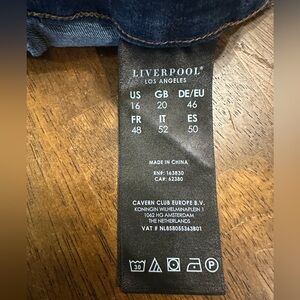 LIVERPOOL®
LOS ANGELES
US GB DE/EU
16 20 46
FR IT ES
48 52 50
MADE IN CHINA
RN#: 163830
CA#: 62380
CAVERN CLUB EUROPE B.V.
KONINGIN WILHELMINAPLEIN 1
1062 HG AMSTERDAM
THE NETHERLANDS
VAT # NL858055363B01
30 P